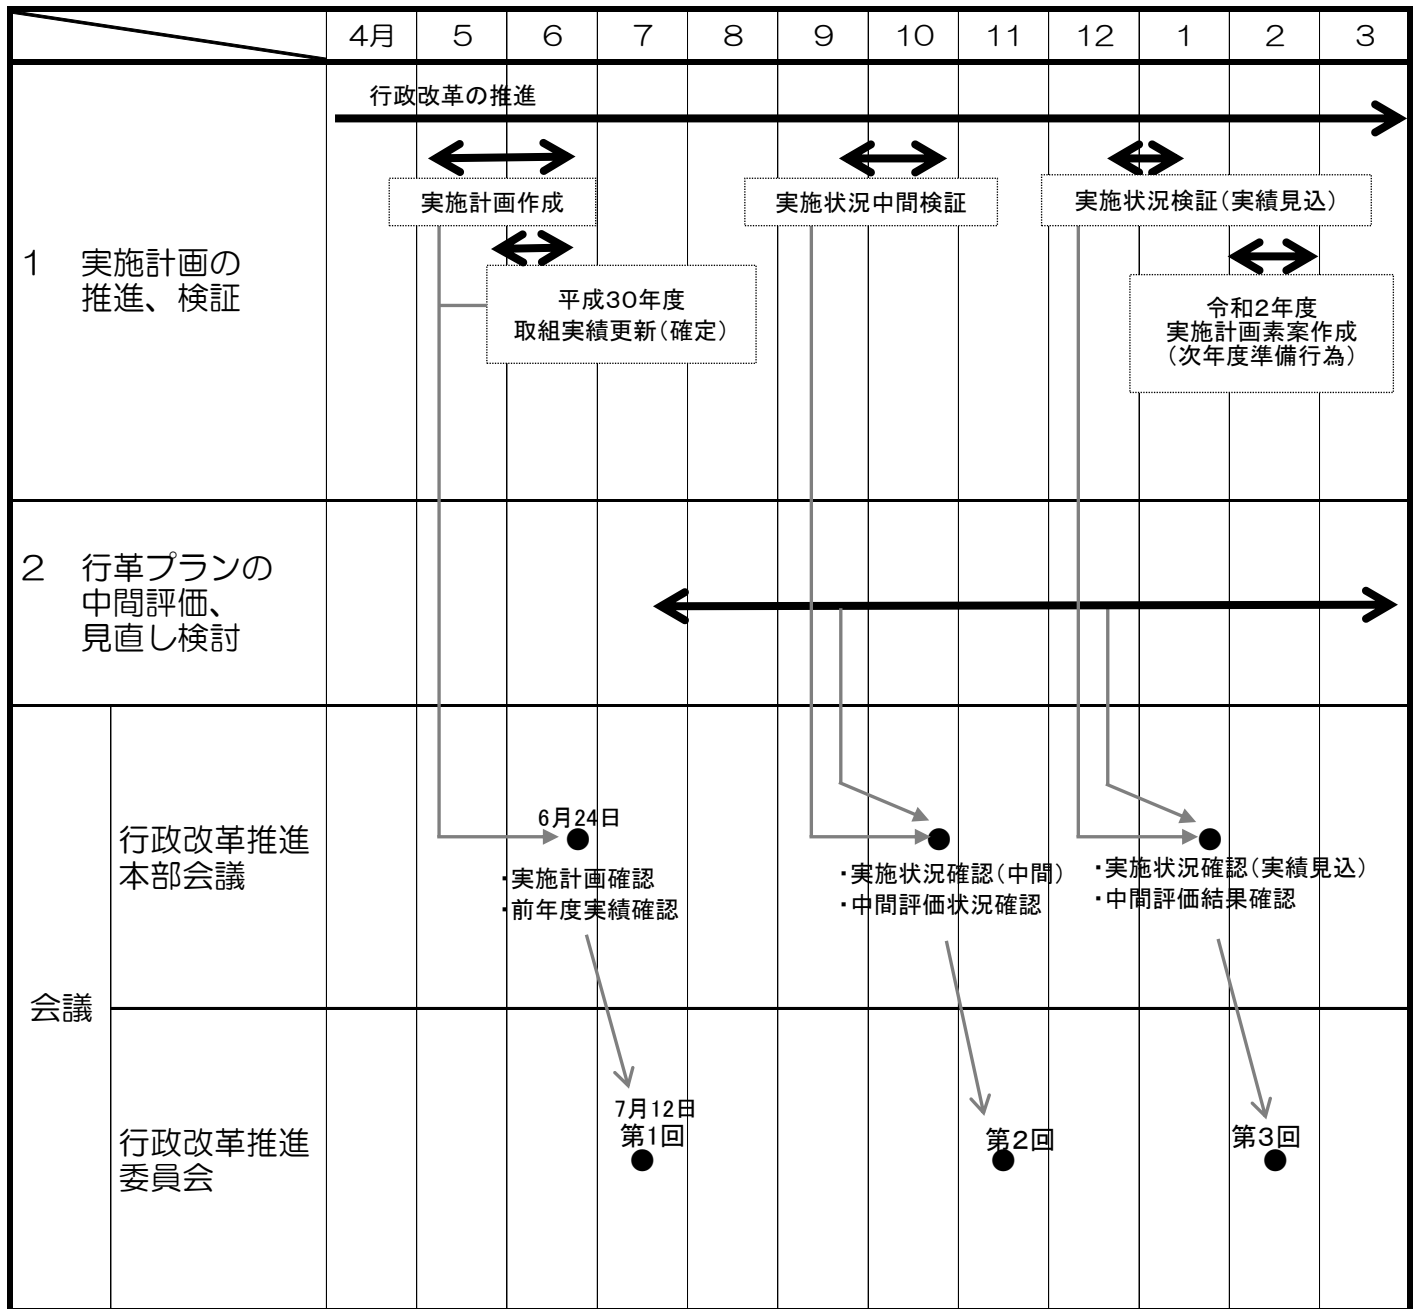 4月 5 6 7 8 9 10 11 12 1 2 3
行政改革の推進
1 実施計画の
推進、検証
実施計画作成
実施状況中間検証
実施状況検証(実績見込)
平成30年度
取組実績更新(確定)
令和2年度
実施計画素案作成
(次年度準備行為)
2 行革プランの
中間評価、
見直し検討
会議
行政改革推進
本部会議
6月24日
・実施計画確認
・前年度実績確認
・実施状況確認(中間)
・中間評価状況確認
・実施状況確認(実績見込)
・中間評価結果確認
行政改革推進
委員会
7月12日
第1回
第2回
第3回